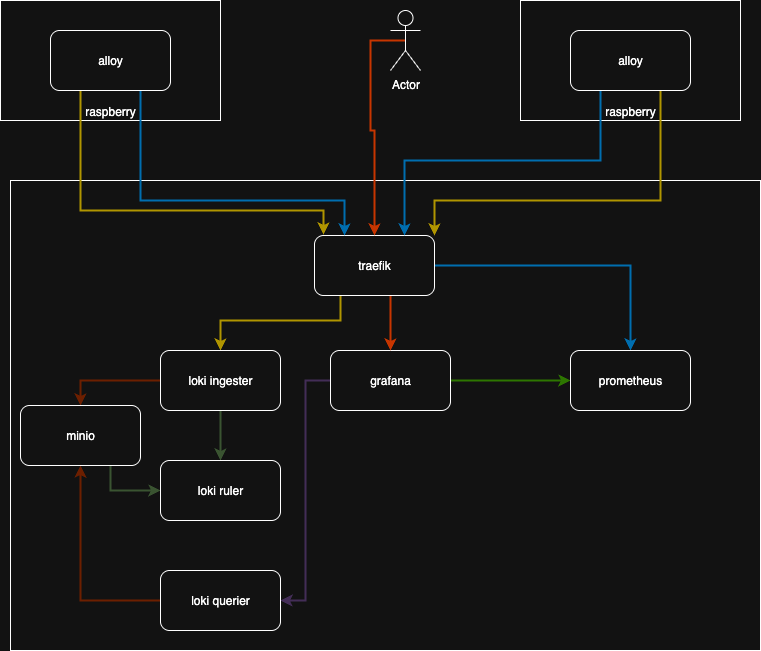 alloy
raspberry
Actor
alloy
raspberry
traefik
loki ingester
grafana
prometheus
minio
loki ruler
loki querier